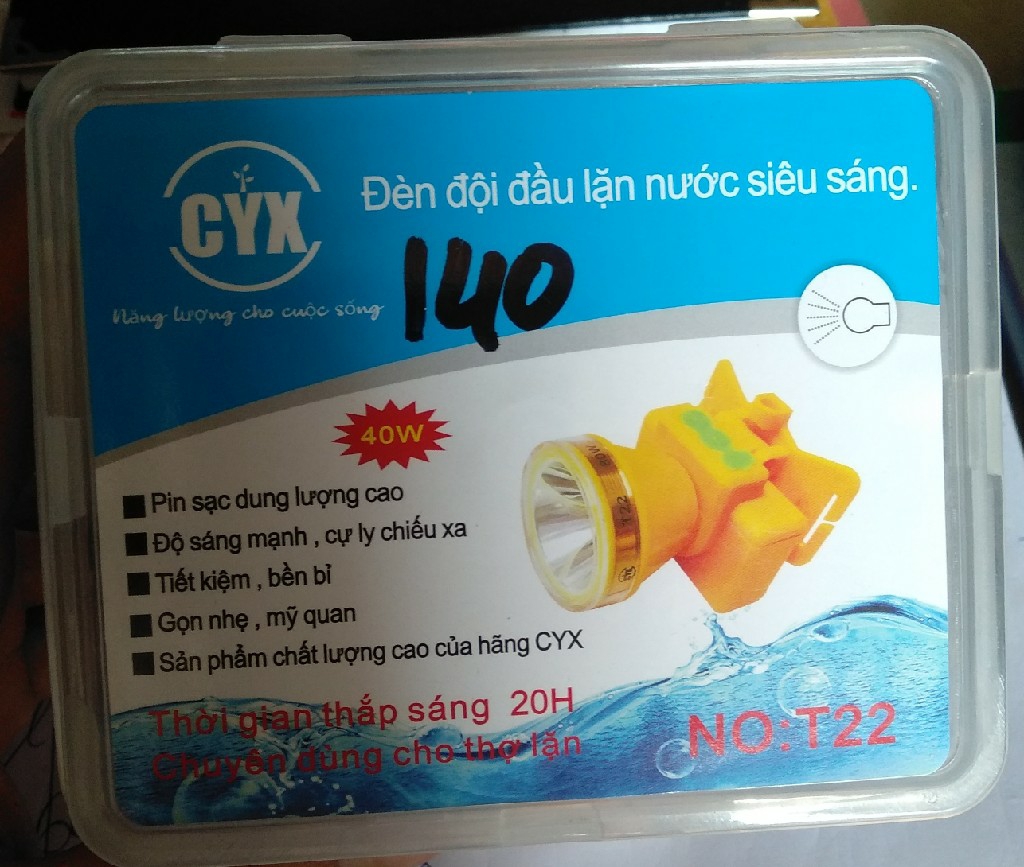 CYX
Đèn đội đầu lặn nước siêu sáng.
Năng lượng cho cuộc sống
140
40W
Pin sạc dung lượng cao
Độ sáng mạnh , cự ly chiếu xa
Tiết kiệm , bền bỉ
Gọn nhẹ , mỹ quan
Sản phẩm chất lượng cao của hãng CYX
T22
CYX
Thời gian thắp sáng 20H
Chuyên dùng cho thợ lặn
NO:T22